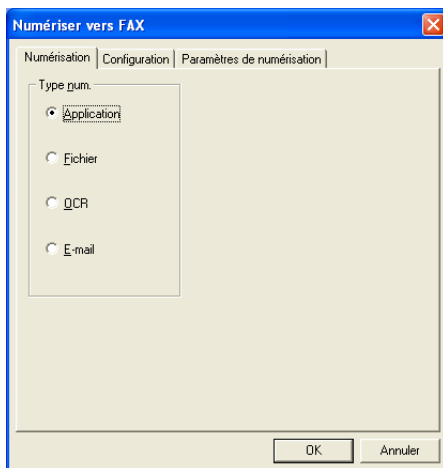 Numériser vers FAX
Numérisation Configuration Paramètres de numérisation
Type num.
Application
Fichier
OCR
E-mail
OK Annuler